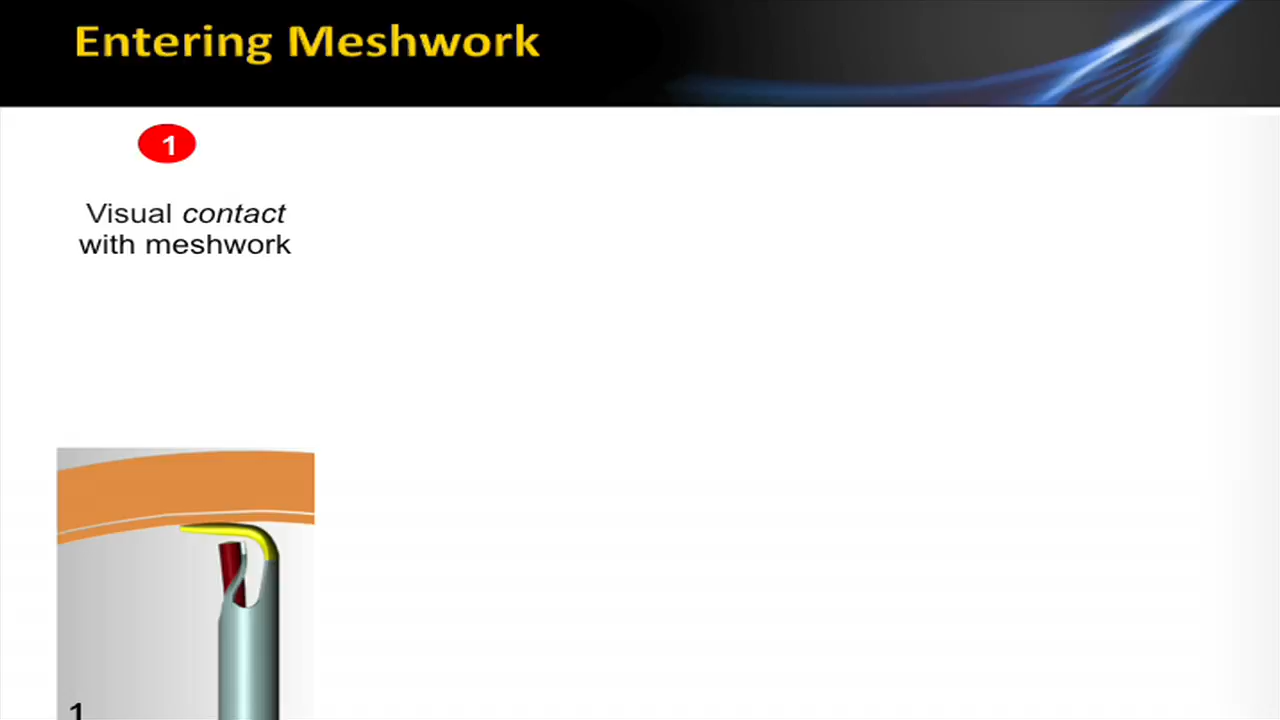 Entering Meshwork
1
Visual contact
with meshwork
1